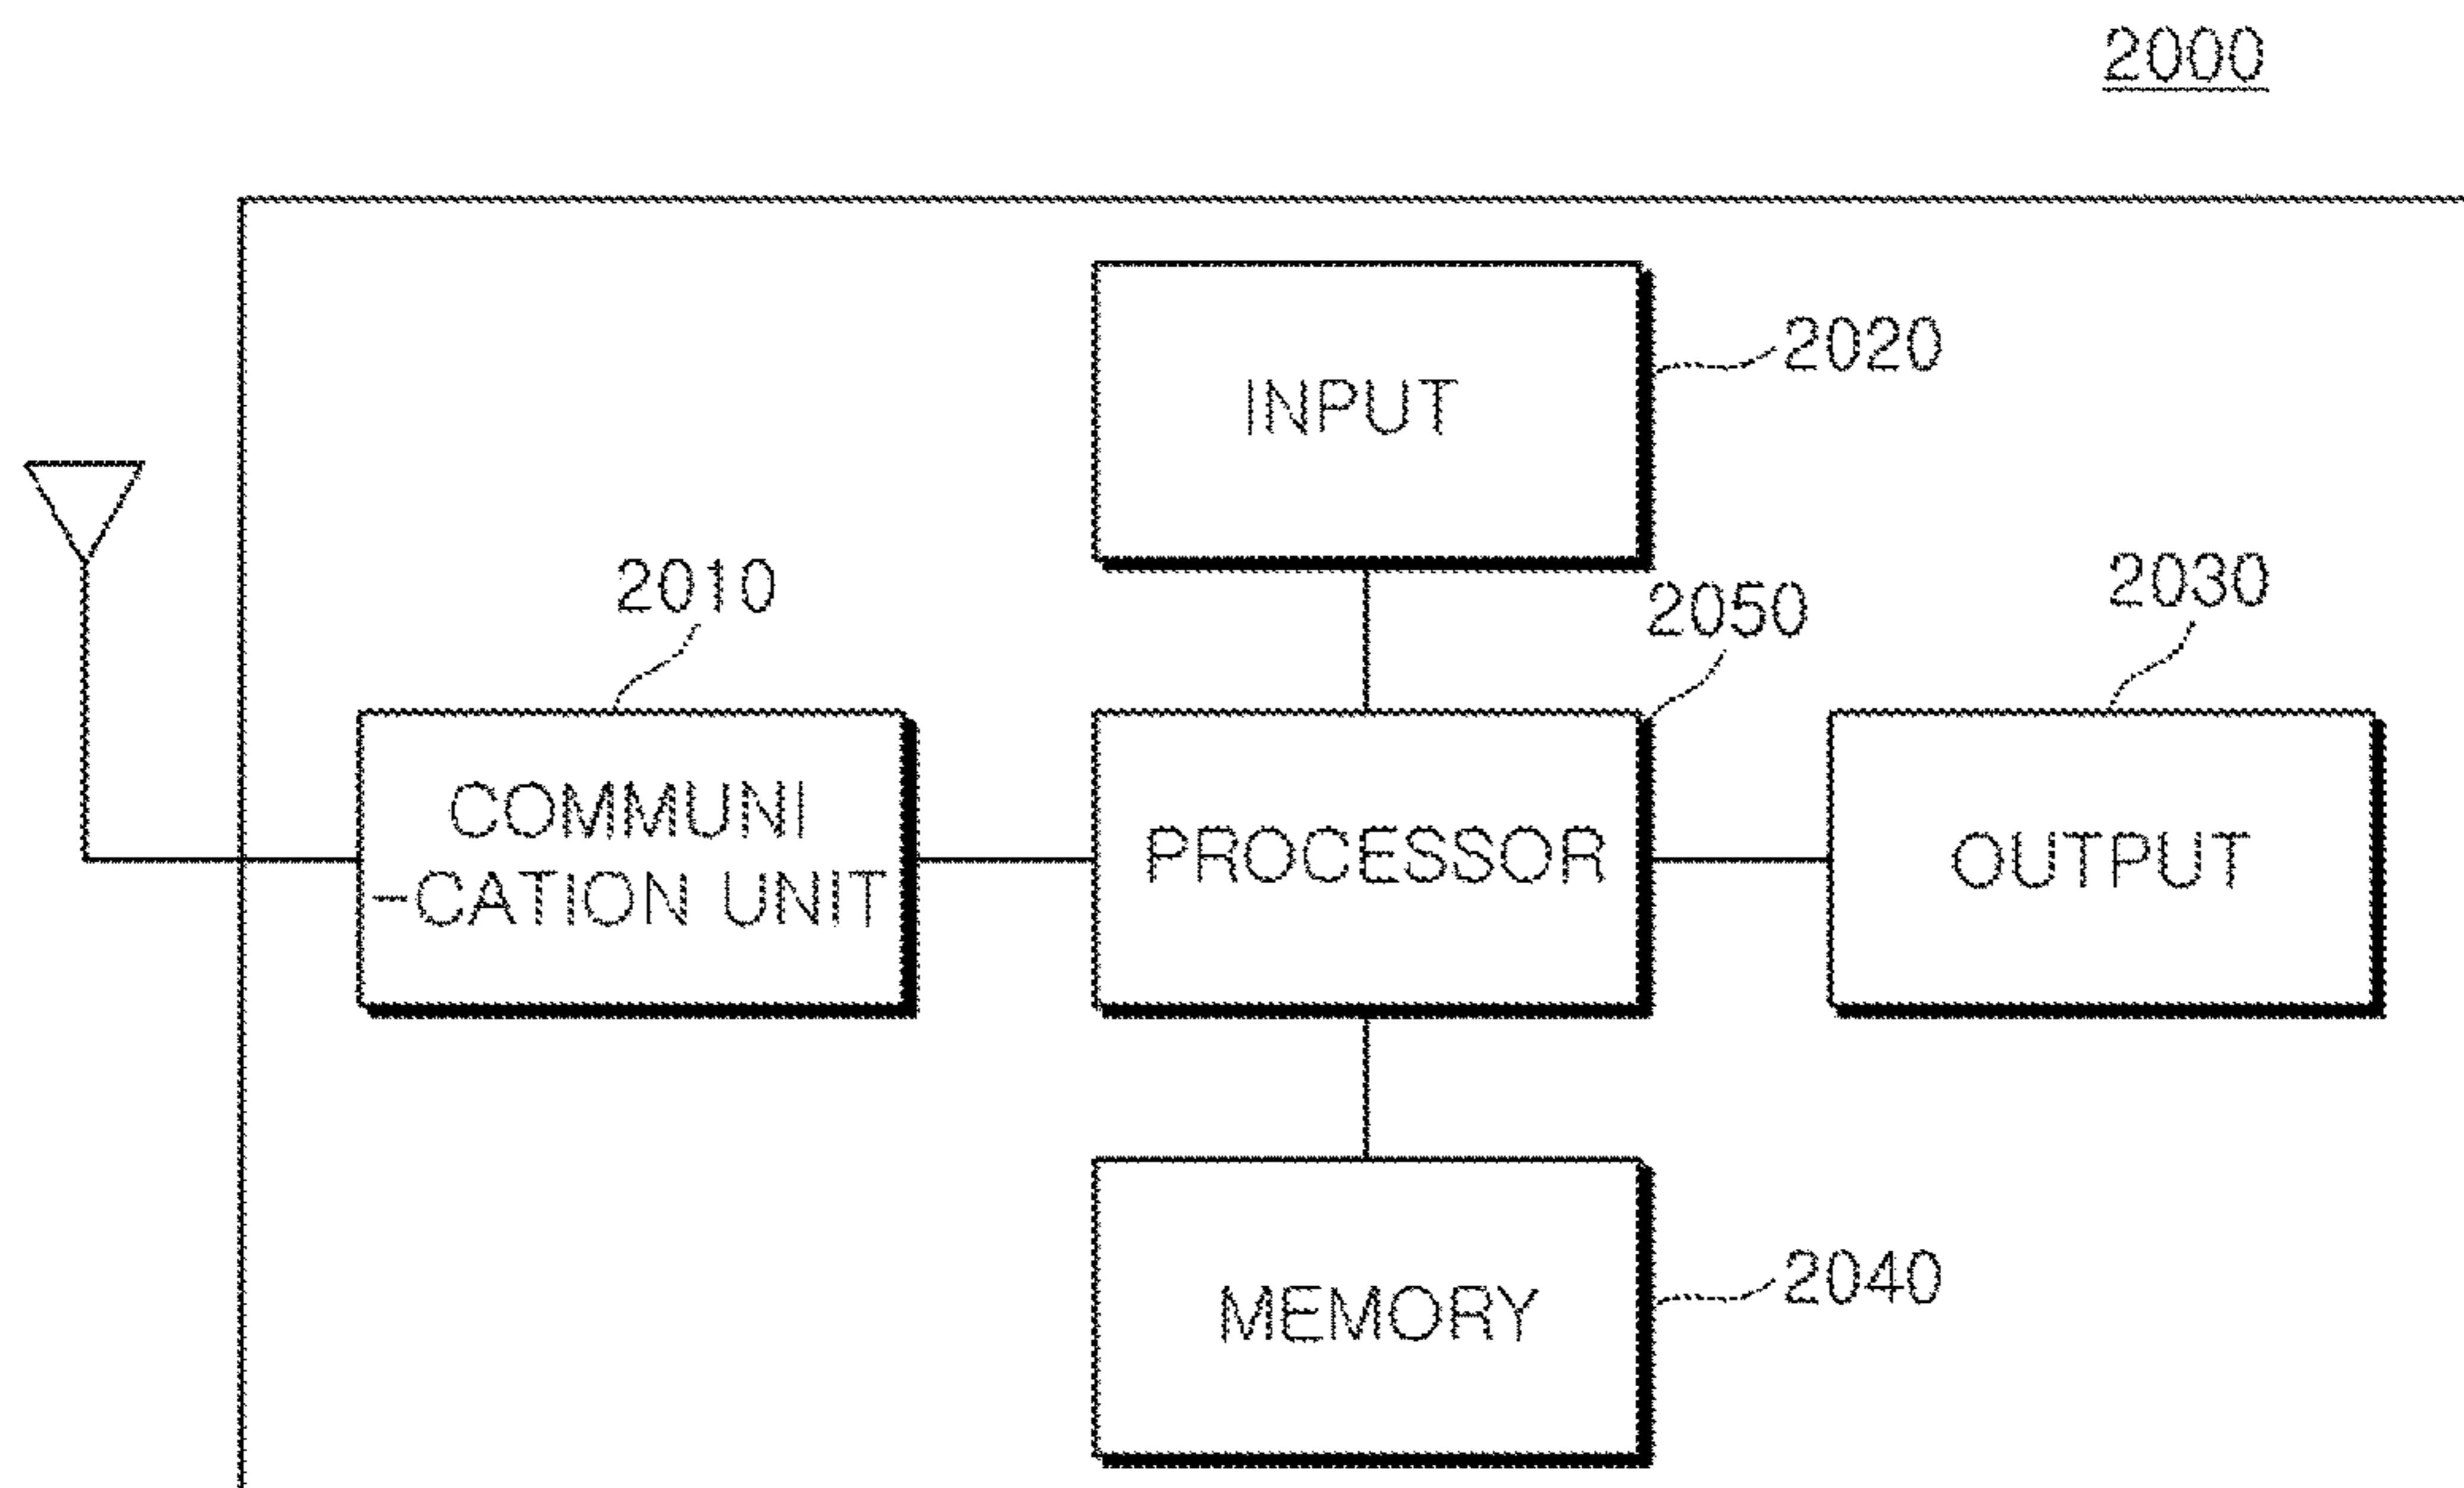 2000
INPUT
2020
2010
2050
2030
COMMUNI
-CATION UNIT
PROCESSOR
OUTPUT
MEMORY
2040